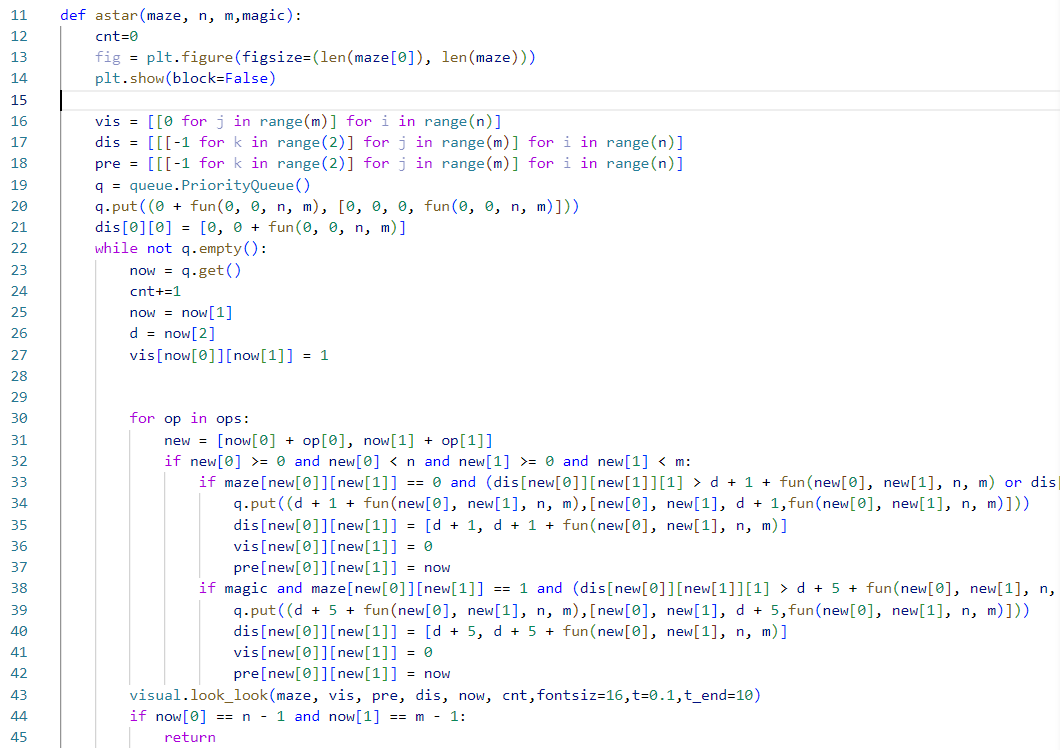 11 def astar(maze, n, m,magic):
12     cnt=0
13     fig = plt.figure(figsize=(len(maze[0]), len(maze)))
14     plt.show(block=False)
15
16     vis = [[0 for j in range(m)] for i in range(n)]
17     dis = [[[-1 for k in range(2)] for j in range(m)] for i in range(n)]
18     pre = [[[-1 for k in range(2)] for j in range(m)] for i in range(n)]
19     q = queue.PriorityQueue()
20     q.put((0 + fun(0, 0, n, m), [0, 0, 0, fun(0, 0, n, m)]))
21     dis[0][0] = [0, 0 + fun(0, 0, n, m)]
22     while not q.empty():
23         now = q.get()
24         cnt+=1
25         now = now[1]
26         d = now[2]
27         vis[now[0]][now[1]] = 1
28
29
30         for op in ops:
31             new = [now[0] + op[0], now[1] + op[1]]
32             if new[0] >= 0 and new[0] < n and new[1] >= 0 and new[1] < m:
33                 if maze[new[0]][new[1]] == 0 and (dis[new[0]][new[1]][1] > d + 1 + fun(new[0], new[1], n, m) or dis[
34                     q.put((d + 1 + fun(new[0], new[1], n, m),[new[0], new[1], d + 1,fun(new[0], new[1], n, m)]))
35                     dis[new[0]][new[1]] = [d + 1, d + 1 + fun(new[0], new[1], n, m)]
36                     vis[new[0]][new[1]] = 0
37                     pre[new[0]][new[1]] = now
38                 if magic and maze[new[0]][new[1]] == 1 and (dis[new[0]][new[1]][1] > d + 5 + fun(new[0], new[1], n,
39                     q.put((d + 5 + fun(new[0], new[1], n, m),[new[0], new[1], d + 5,fun(new[0], new[1], n, m)]))
40                     dis[new[0]][new[1]] = [d + 5, d + 5 + fun(new[0], new[1], n, m)]
41                     vis[new[0]][new[1]] = 0
42                     pre[new[0]][new[1]] = now
43         visual.look_look(maze, vis, pre, dis, now, cnt,fontsiz=16,t=0.1,t_end=10)
44         if now[0] == n - 1 and now[1] == m - 1:
45             return